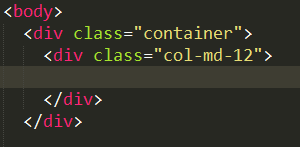 <body>
<div class="container">
<div class="col-md-12">
</div>
</div>